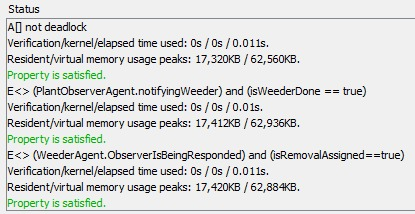 Status
A[] not deadlock
Verification/kernel/elapsed time used: 0s / 0s / 0.011s.
Resident/virtual memory usage peaks: 17,320KB / 62,560KB.
Property is satisfied.
E<> (PlantObserverAgent.notifyingWeeder) and (isWeederDone == true)
Verification/kernel/elapsed time used: 0s / 0s / 0s.
Resident/virtual memory usage peaks: 17,412KB / 62,936KB.
Property is satisfied.
E<> (WeederAgent.ObserverIsBeingResponded) and (isRemovalAssigned==true)
Verification/kernel/elapsed time used: 0s / 0s / 0.011s.
Resident/virtual memory usage peaks: 17,420KB / 62,884KB.
Property is satisfied.